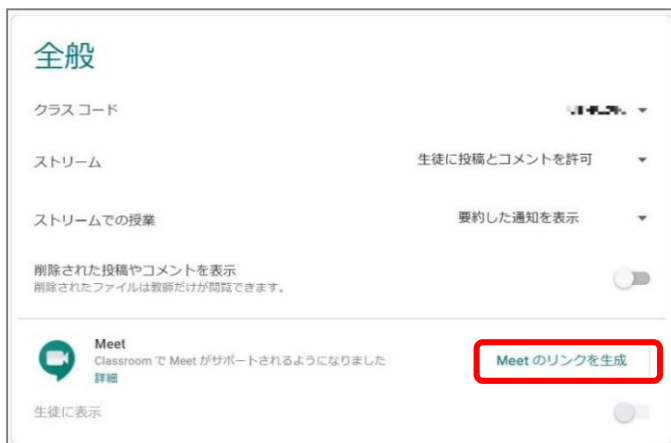 全般
クラス コード
ストリーム 生徒に投稿とコメントを許可
ストリームでの授業 要約した通知を表示
削除された投稿やコメントを表示
削除されたファイルは教師だけが閲覧できます。
Meet
Classroom で Meet がサポートされるようになりました
詳細
Meet のリンクを生成
生徒に表示